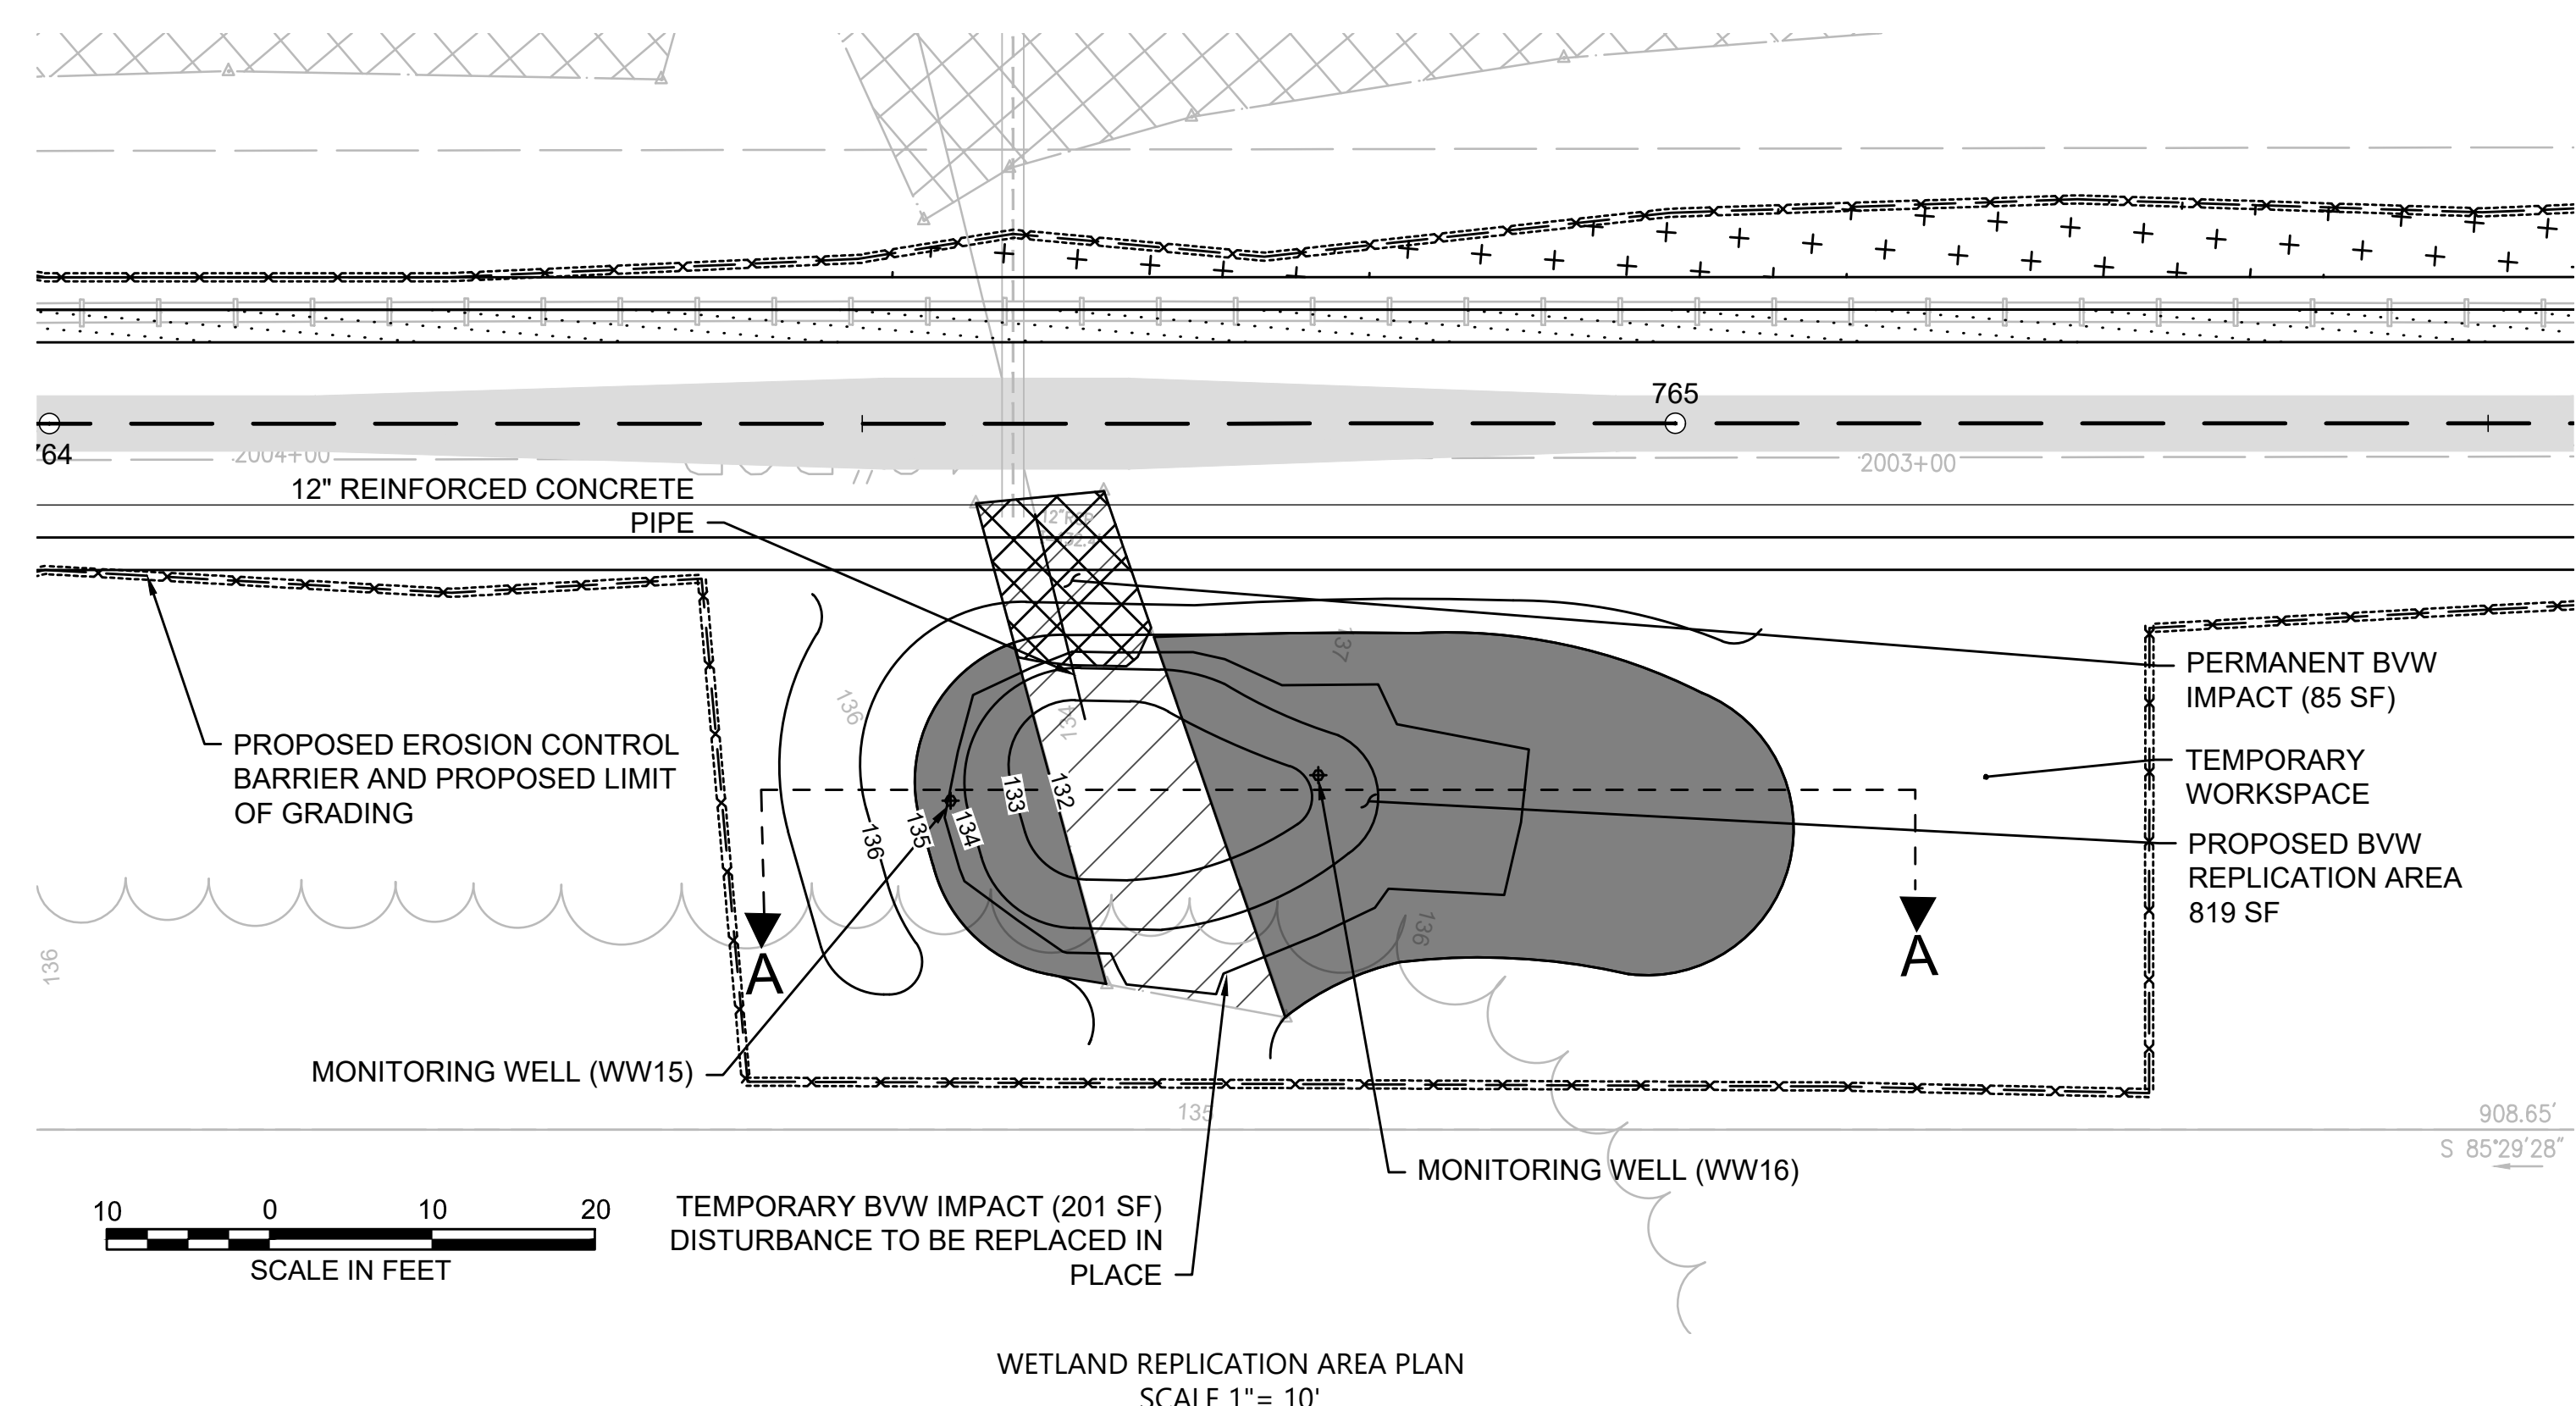 765
764
2004+00
2003+00
12" REINFORCED CONCRETE
PIPE
12"RCP
137
PERMANENT BVW
IMPACT (85 SF)
136
134
PROPOSED EROSION CONTROL
BARRIER AND PROPOSED LIMIT
OF GRADING
TEMPORARY
WORKSPACE
133
132
136
135
134
PROPOSED BVW
REPLICATION AREA
819 SF
136
136
A
A
MONITORING WELL (WW15)
135
908.65'
S 85°29'28"
MONITORING WELL (WW16)
TEMPORARY BVW IMPACT (201 SF)
DISTURBANCE TO BE REPLACED IN
PLACE
10 0 10 20
SCALE IN FEET
WETLAND REPLICATION AREA PLAN
SCALE 1"= 10'